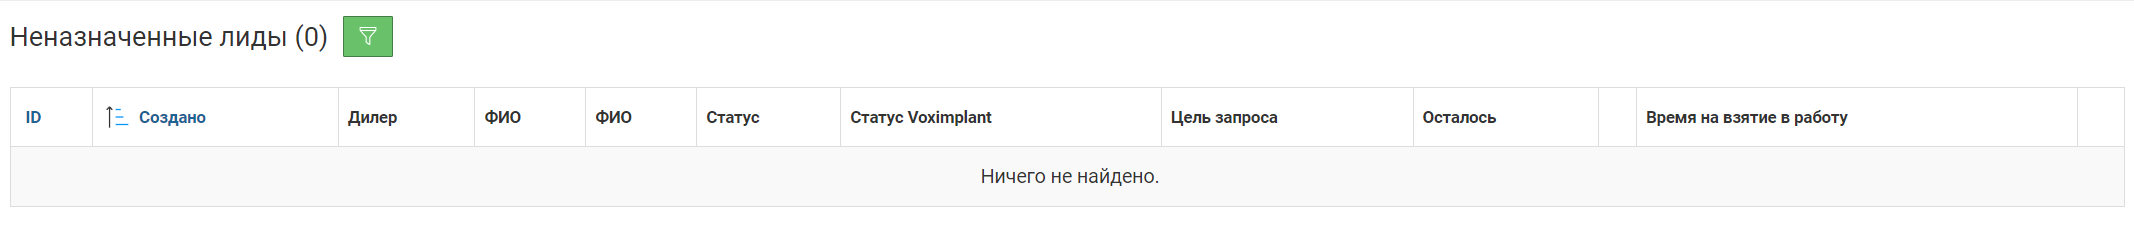 Неназначенные лиды (0)
ID Создано Дилер ФИО ФИО Статус Статус Voximplant Цель запроса Осталось Время на взятие в работу
Ничего не найдено.